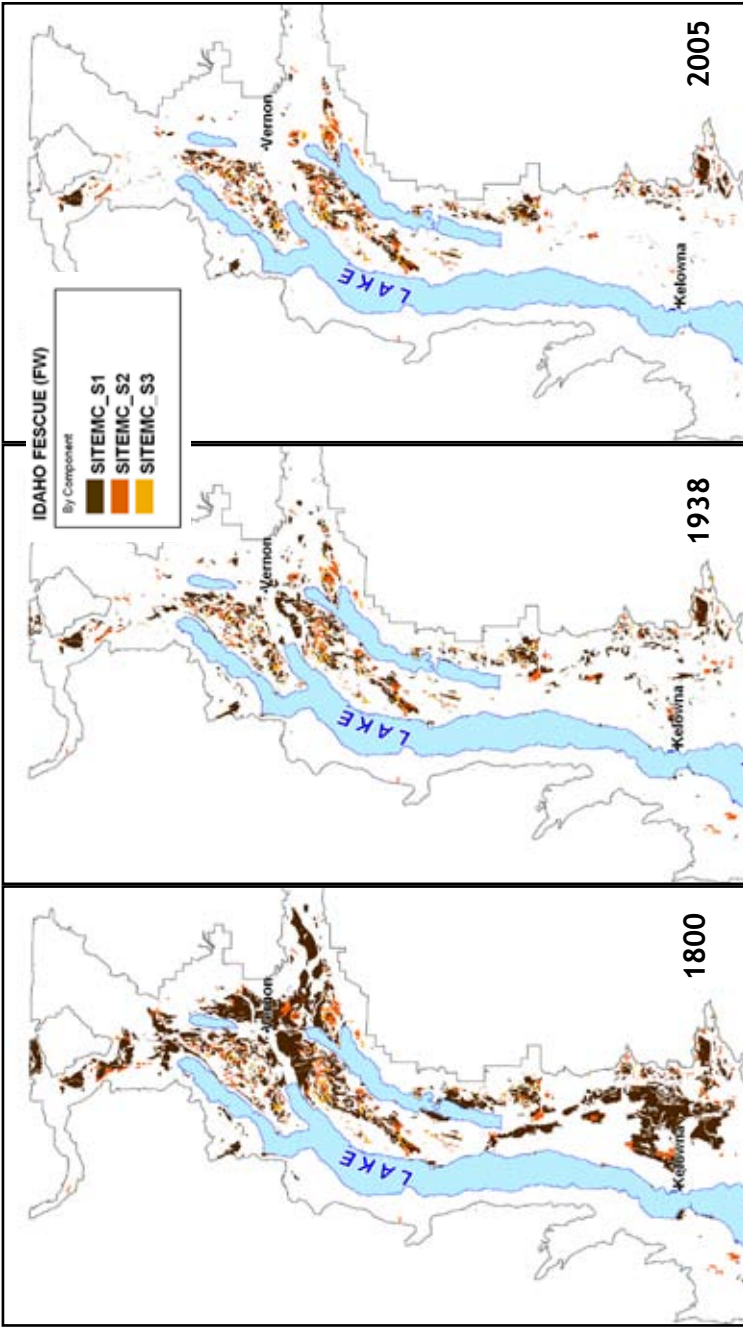 IDAHO FESCUE (FW)
By Component
SITEMC_S1
SITEMC_S2
SITEMC_S3
Vernon
LAKE
Kelowna
1800
Vernon
LAKE
Kelowna
1938
Vernon
LAKE
Kelowna
2005